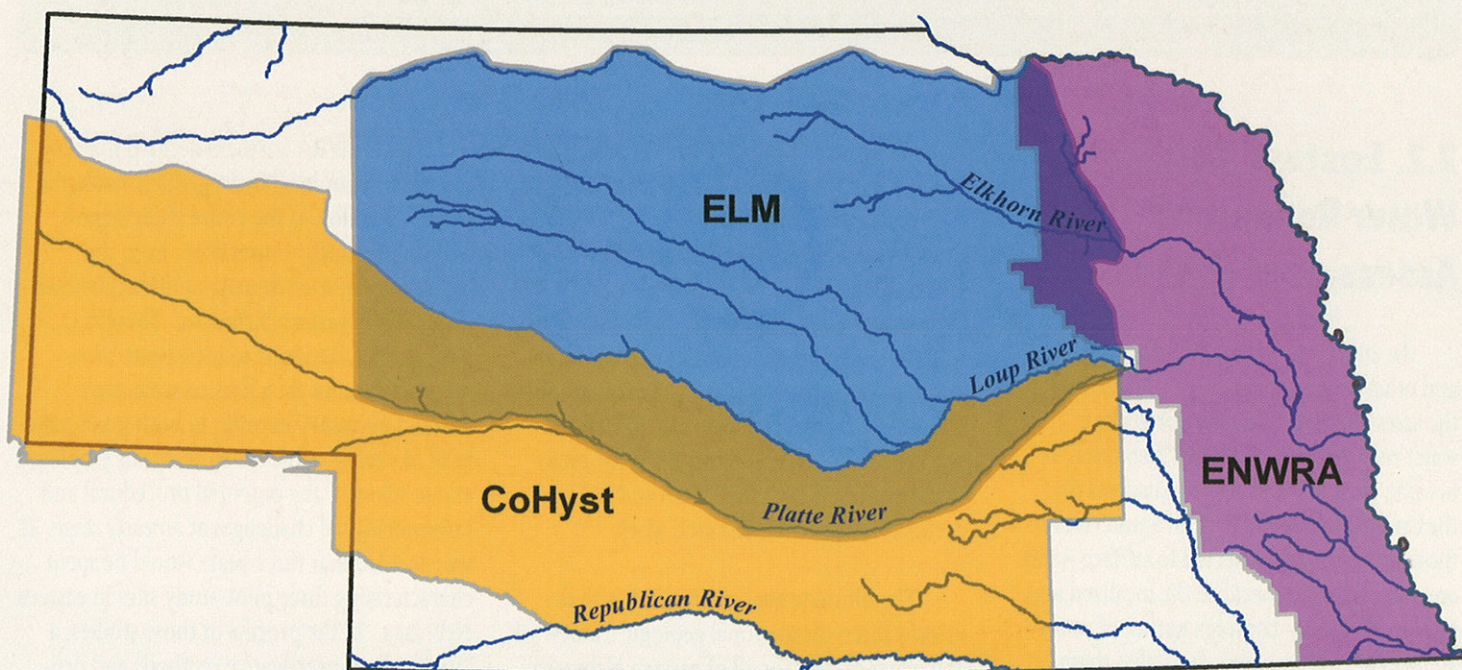 ELM
Elkhorn River
Loup River
ENWRA
CoHyst
Platte River
Republican River